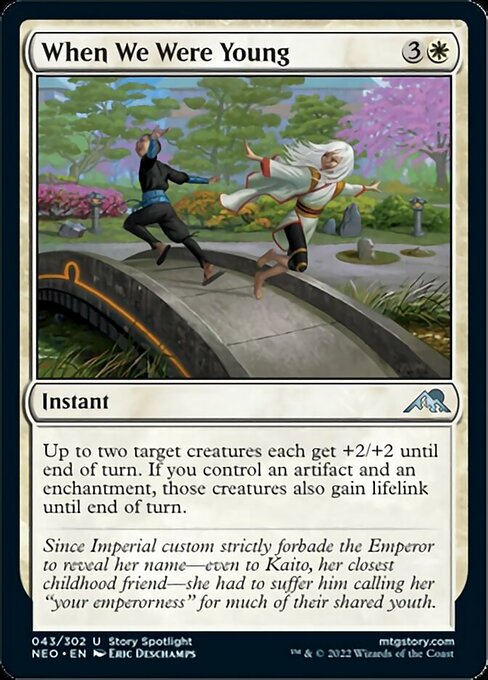 When We Were Young 3
Instant
Up to two target creatures each get +2/+2 until
end of turn. If you control an artifact and an
enchantment, those creatures also gain lifelink
until end of turn.
Since Imperial custom strictly forbade the Emperor
to reveal her name—even to Kaito, her closest
childhood friend—she had to suffer him calling her
“your emperorness” for much of their shared youth.
043/302 U Story Spotlight mtgstory.com
NEO • EN Eric Deschamps ™ & © 2022 Wizards of the Coast